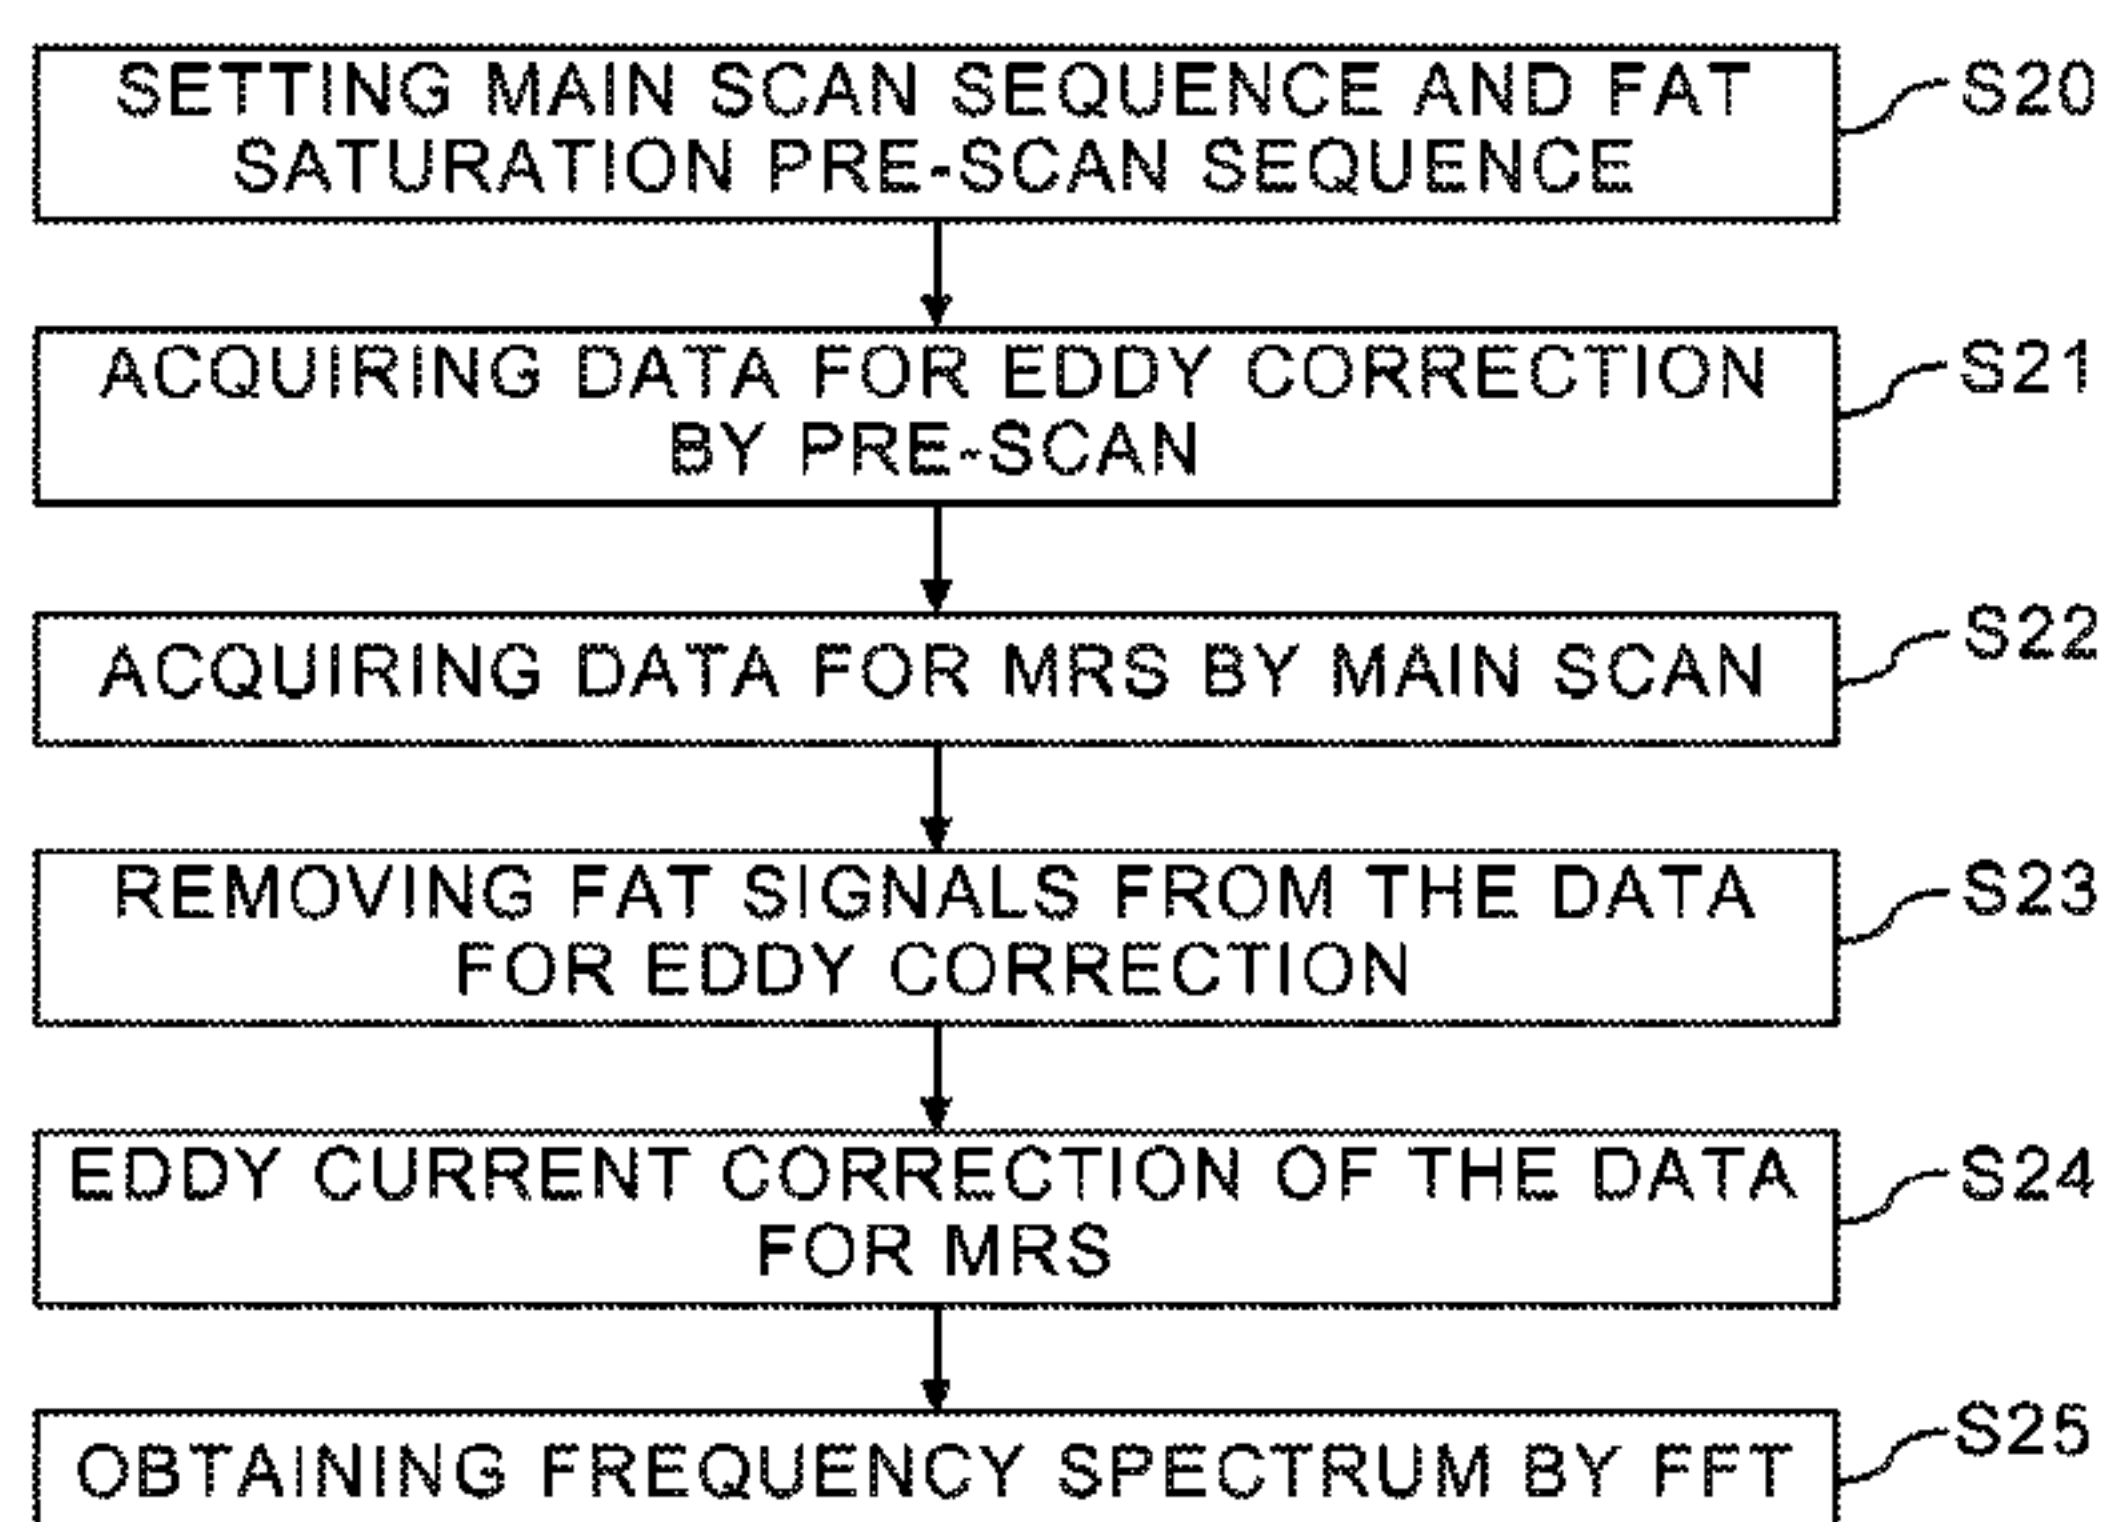 SETTING MAIN SCAN SEQUENCE AND FAT
SATURATION PRE-SCAN SEQUENCE
S20
ACQUIRING DATA FOR EDDY CORRECTION
BY PRE-SCAN
S21
ACQUIRING DATA FOR MRS BY MAIN SCAN
S22
REMOVING FAT SIGNALS FROM THE DATA
FOR EDDY CORRECTION
S23
EDDY CURRENT CORRECTION OF THE DATA
FOR MRS
S24
OBTAINING FREQUENCY SPECTRUM BY FFT
S25